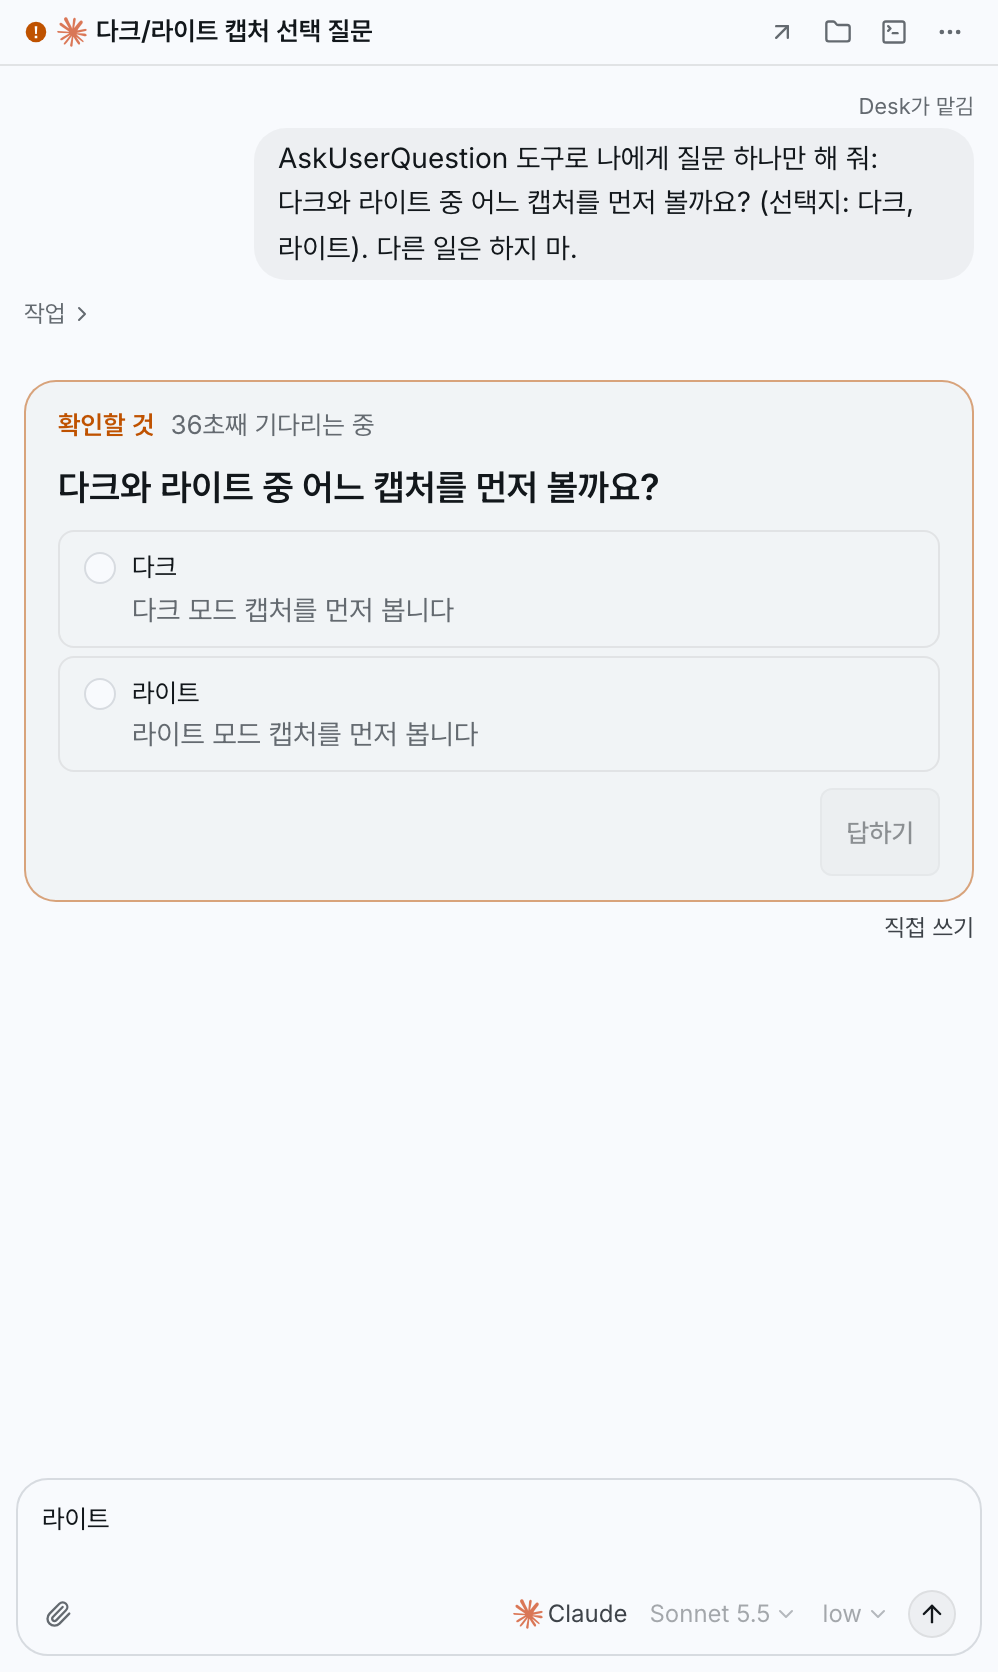 다크/라이트 캡처 선택 질문
Desk가 맡김
AskUserQuestion 도구로 나에게 질문 하나만 해 줘:
다크와 라이트 중 어느 캡처를 먼저 볼까요? (선택지: 다크,
라이트). 다른 일은 하지 마.
작업
확인할 것 36초째 기다리는 중
다크와 라이트 중 어느 캡처를 먼저 볼까요?
다크
다크 모드 캡처를 먼저 봅니다
라이트
라이트 모드 캡처를 먼저 봅니다
답하기
직접 쓰기
라이트
Claude Sonnet 5.5 low